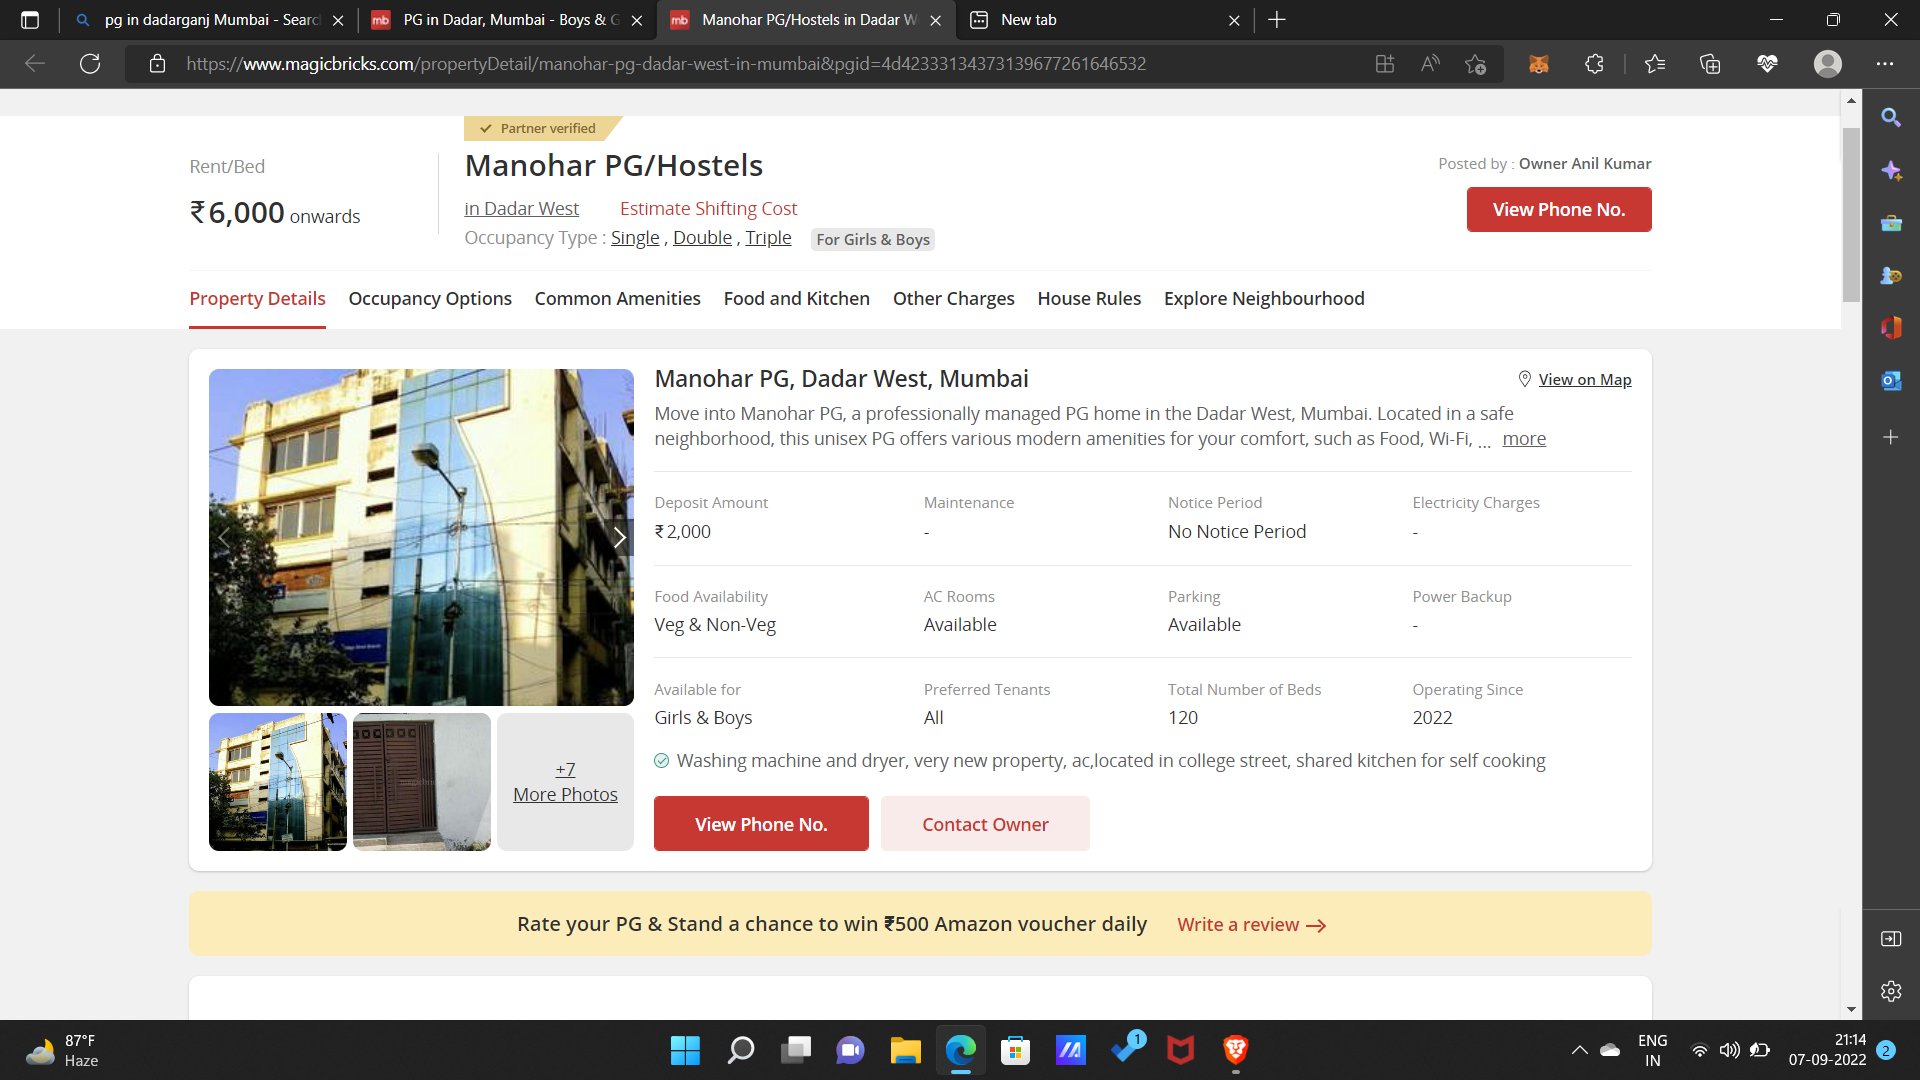 pg in dadarganj Mumbai - Searc
PG in Dadar, Mumbai - Boys & G
Manohar PG/Hostels in Dadar W
New tab
https://www.magicbricks.com/propertyDetail/manohar-pg-dadar-west-in-mumbai&pgid=4d423331343731396772616465​32
Partner verified
Rent/Bed
₹6,000 onwards
Manohar PG/Hostels
in Dadar West
Estimate Shifting Cost
Occupancy Type : Single , Double , Triple
For Girls & Boys
Posted by : Owner Anil Kumar
View Phone No.
Property Details
Occupancy Options
Common Amenities
Food and Kitchen
Other Charges
House Rules
Explore Neighbourhood
Manohar PG, Dadar West, Mumbai
View on Map
Move into Manohar PG, a professionally managed PG home in the Dadar West, Mumbai. Located in a safe
neighborhood, this unisex PG offers various modern amenities for your comfort, such as Food, Wi-Fi, ... more
Deposit Amount
₹2,000
Maintenance
-
Notice Period
No Notice Period
Electricity Charges
-
Food Availability
Veg & Non-Veg
AC Rooms
Available
Parking
Available
Power Backup
-
Available for
Girls & Boys
Preferred Tenants
All
Total Number of Beds
120
Operating Since
2022
Washing machine and dryer, very new property, ac,located in college street, shared kitchen for self cooking
+7
More Photos
View Phone No.
Contact Owner
Rate your PG & Stand a chance to win ₹500 Amazon voucher daily
Write a review
87°F
Haze
1
ENG
IN
21:14
07-09-2022
2